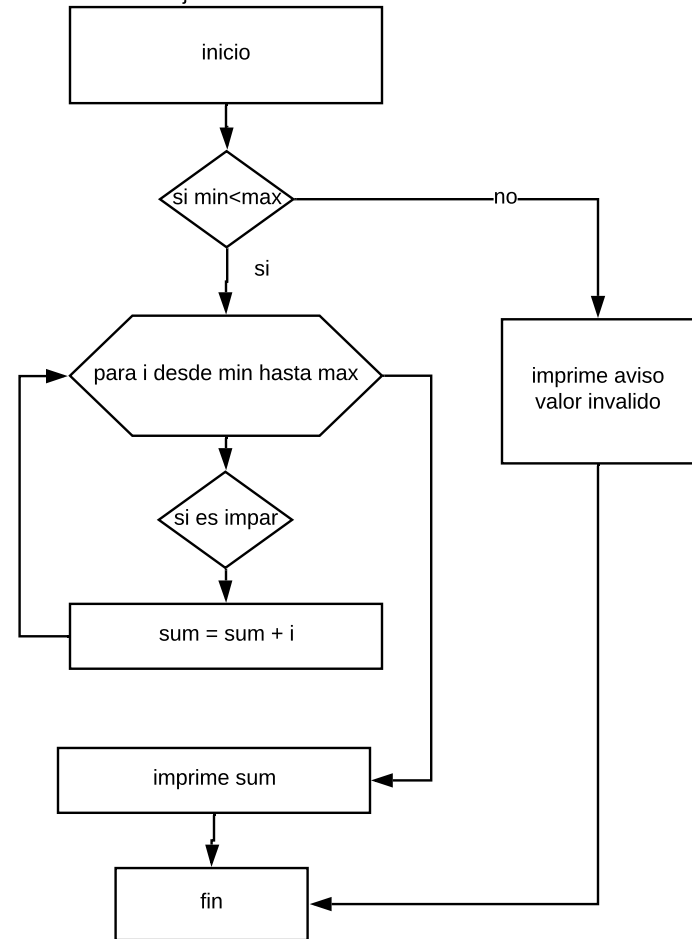 inicio
si min<max
no
si
para i desde min hasta max
imprime aviso
valor invalido
si es impar
sum = sum + i
imprime sum
fin